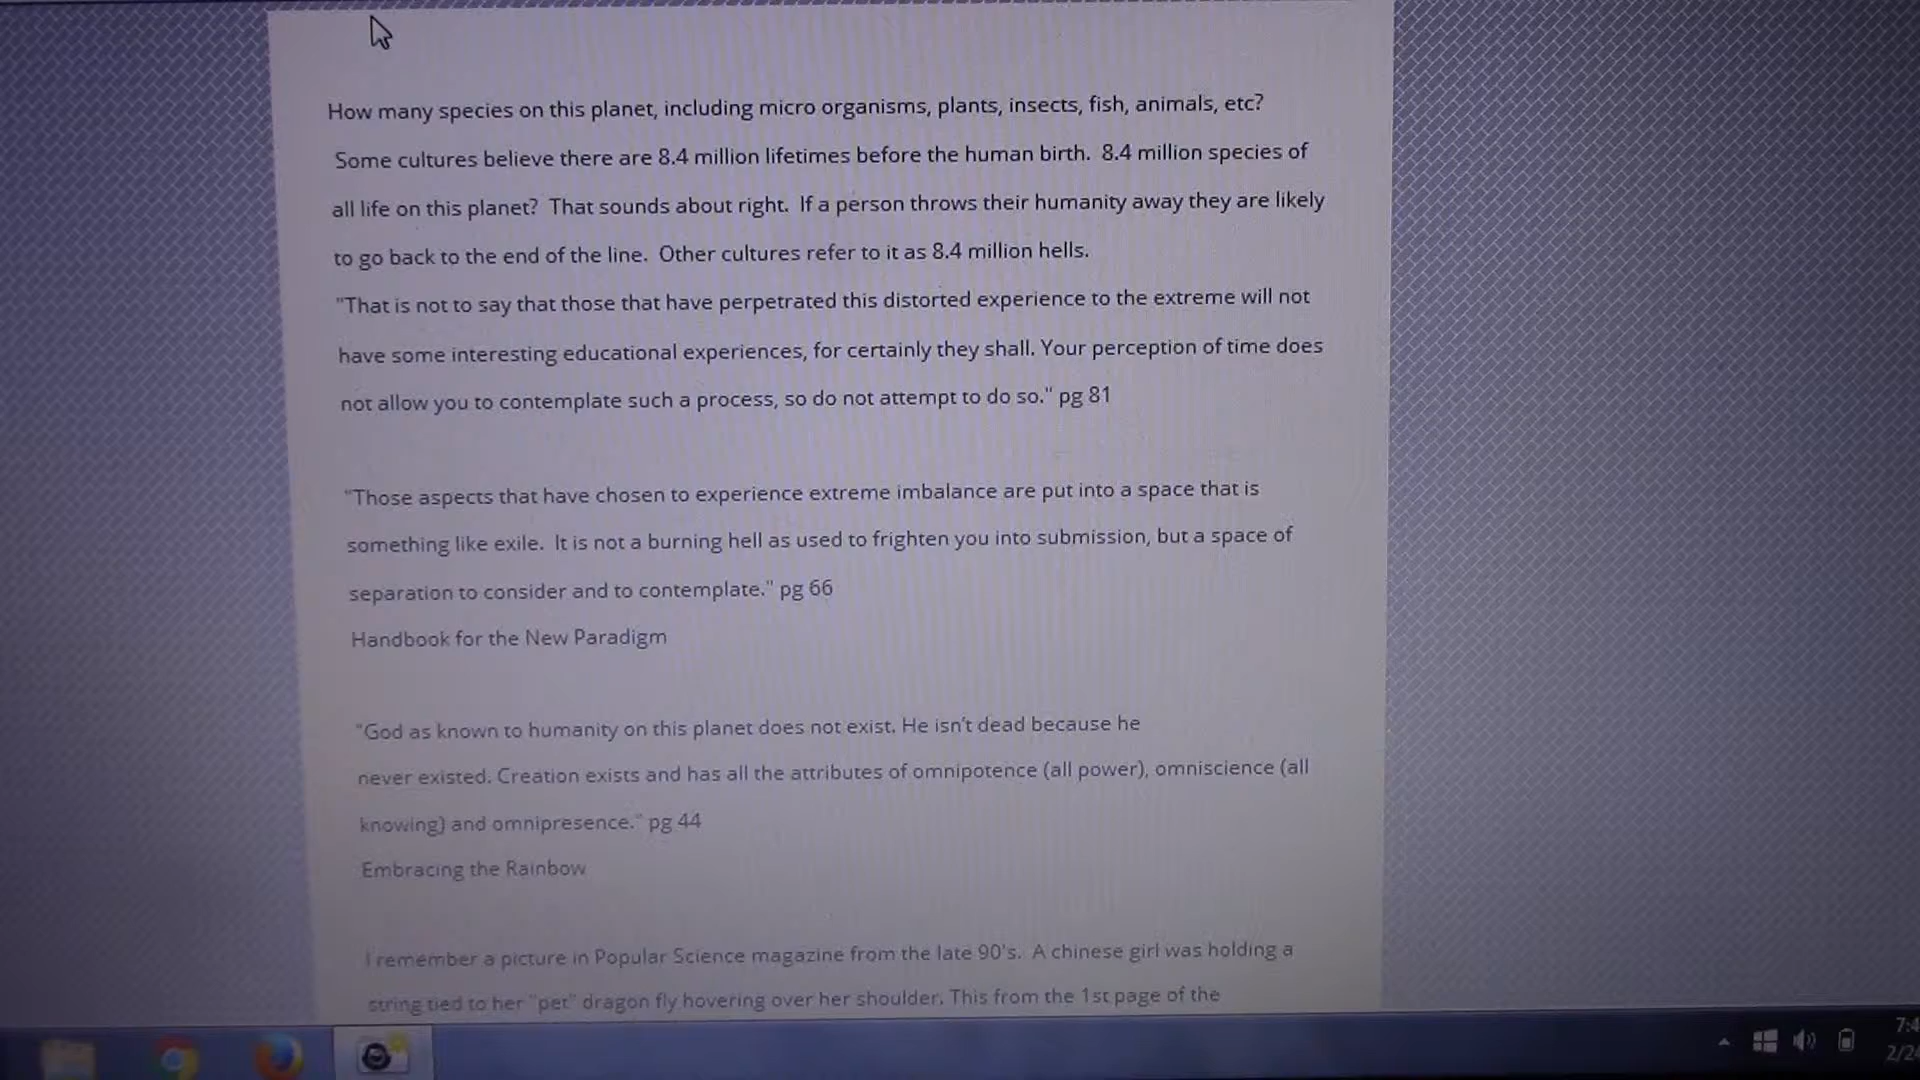 How many species on this planet, including micro organisms, plants, insects, fish, animals, etc?
Some cultures believe there are 8.4 million lifetimes before the human birth.  8.4 million species of
all life on this planet?  That sounds about right.  If a person throws their humanity away they are likely
to go back to the end of the line.  Other cultures refer to it as 8.4 million hells.
"That is not to say that those that have perpetrated this distorted experience to the extreme will not
have some interesting educational experiences, for certainly they shall. Your perception of time does
not allow you to contemplate such a process, so do not attempt to do so." pg 81
"Those aspects that have chosen to experience extreme imbalance are put into a space that is
something like exile.  It is not a burning hell as used to frighten you into submission, but a space of
separation to consider and to contemplate." pg 66
Handbook for the New Paradigm
"God as known to humanity on this planet does not exist. He isn't dead because he
never existed. Creation exists and has all the attributes of omnipotence (all power), omniscience (all
knowing) and omnipresence." pg 44
Embracing the Rainbow
I remember a picture in Popular Science magazine from the late 90's.  A chinese girl was holding a
string tied to her "pet" dragon fly hovering over her shoulder. This from the 1st page of the
7:4
2/24